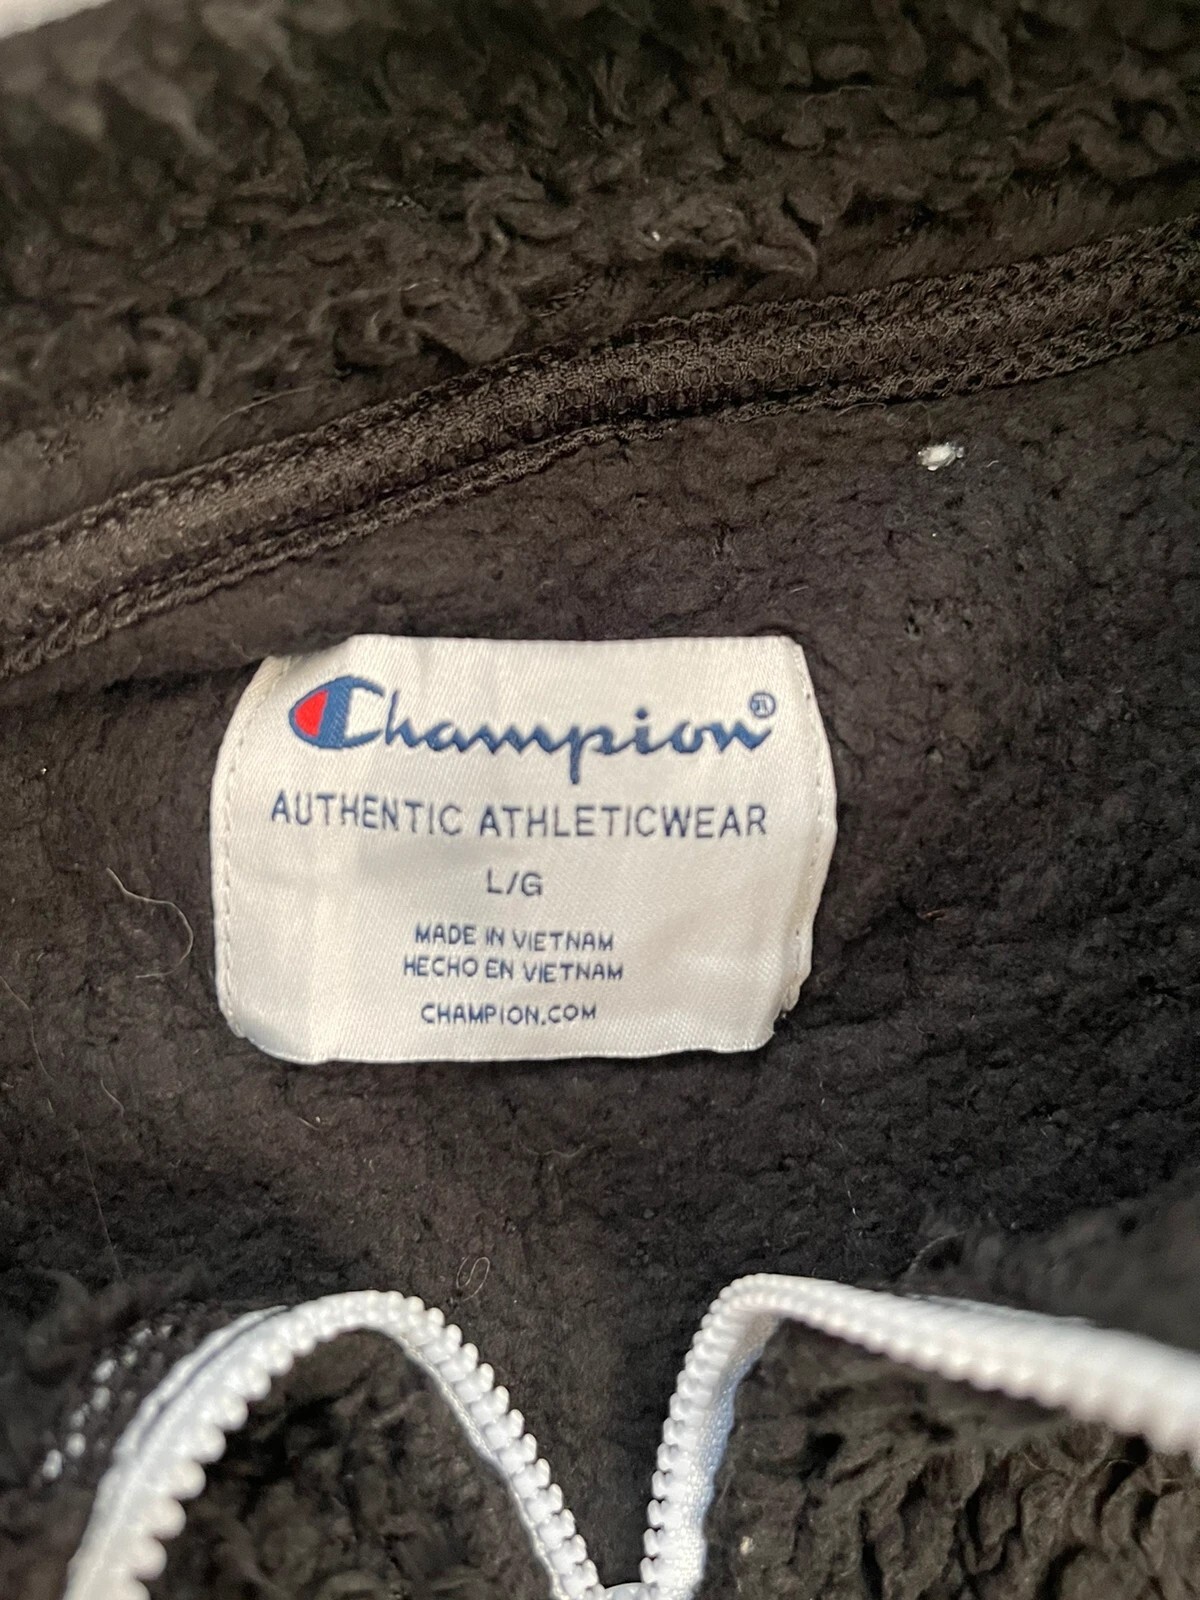 Champion®
AUTHENTIC ATHLETICWEAR
L/G
MADE IN VIETNAM
HECHO EN VIETNAM
CHAMPION.COM